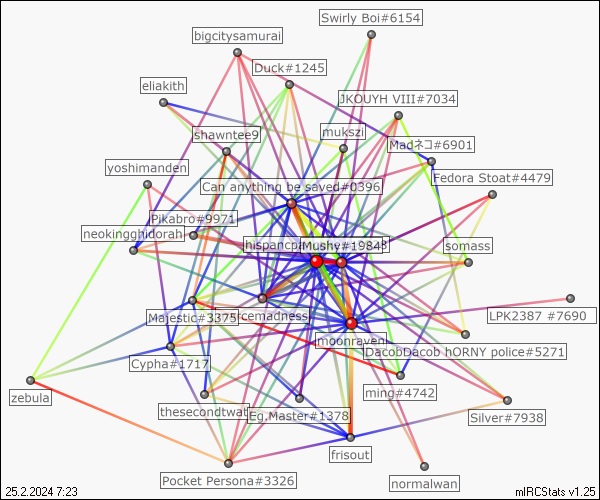 Swirly Boi#6154
bigcitysamurai
Duck#1245
eliakith
JKOUYH VIII#7034
shawntee9
mukszi
Madネコ#6901
yoshimanden
Fedora Stoat#4479
Can anything be saved#0396
Pikabro#9971
neokingghidorah
Mushy#1984
somass
icemadness
Majestic#3375
LPK2387 #7690
moonraven
DacobDacob hORNY police#5271
Cypha#1717
zebula
thesecondtwat
Eg.Master#1378
ming#4742
Silver#7938
frisout
Pocket Persona#3326
normalwan
25.2.2024 7:23
mIRCStats v1.25